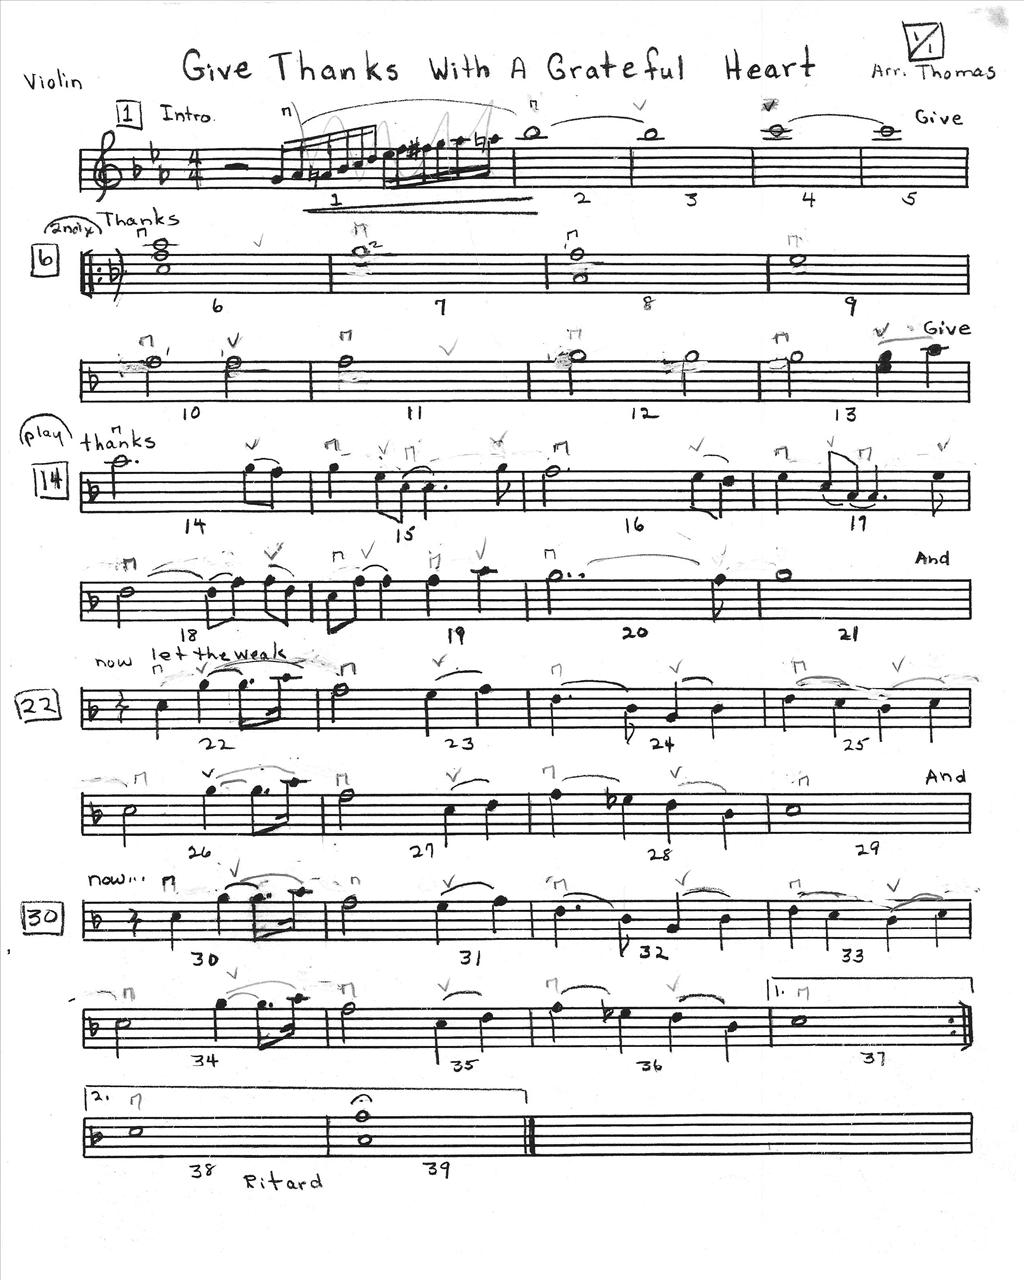 1/1
Give Thanks With A Grateful Heart
Violin
Arr. Thomas
1 Intro.
Give
4
4
1 2 3 4 5
2ndx Thanks
6
6 7 8 9
Give
10 11 12 13
play thanks
14
14 15 16 17
And
18 19 20 21
now let the weak
22
22 23 24 25
And
26 27 28 29
now...
30
30 31 32 33
1.
34 35 36 37
2.
38 39
Ritard